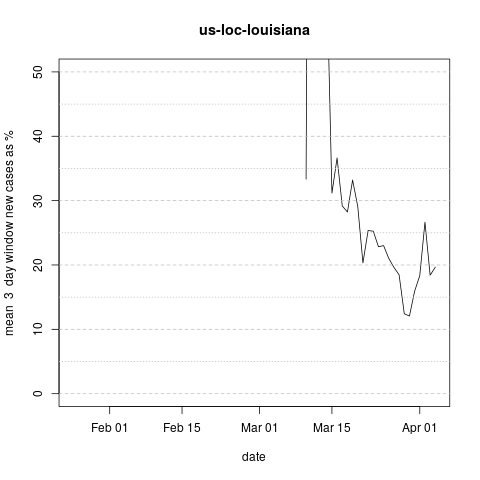 us-loc-louisiana
mean 3 day window new cases as %
50
40
30
20
10
0
Feb 01
Feb 15
Mar 01
Mar 15
Apr 01
date